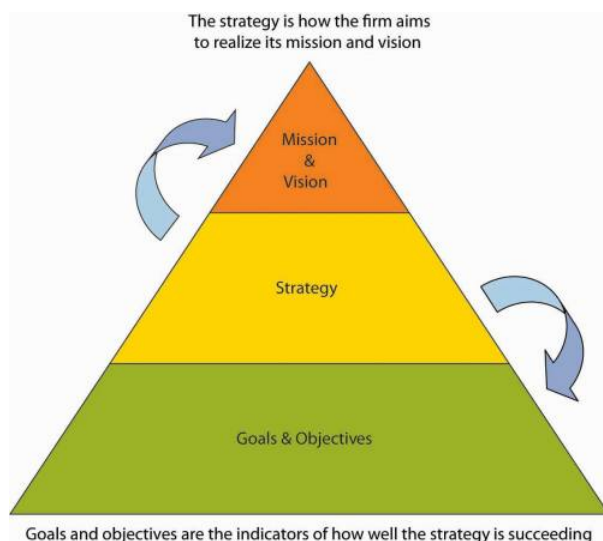 The strategy is how the firm aims
to realize its mission and vision
Mission
&
Vision
Strategy
Goals & Objectives
Goals and objectives are the indicators of how well the strategy is succeeding